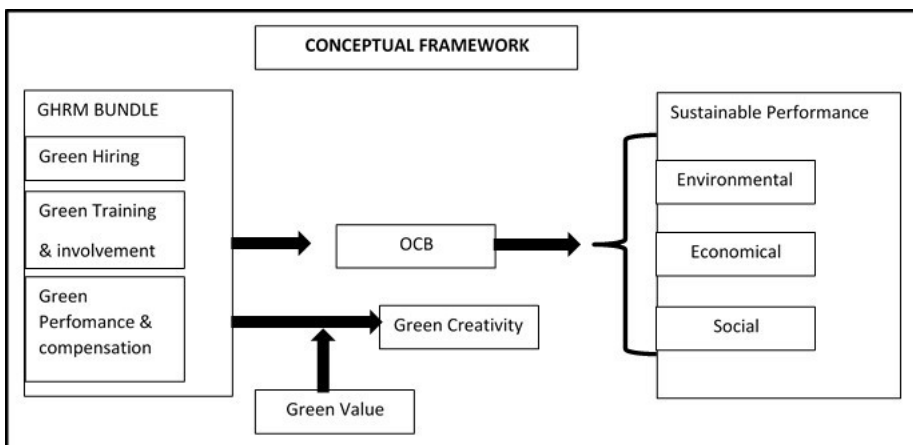 CONCEPTUAL FRAMEWORK
GHRM BUNDLE
Green Hiring
Green Training
& involvement
Green
Perfomance &
compensation
OCB
Green Creativity
Green Value
Sustainable Performance
Environmental
Economical
Social